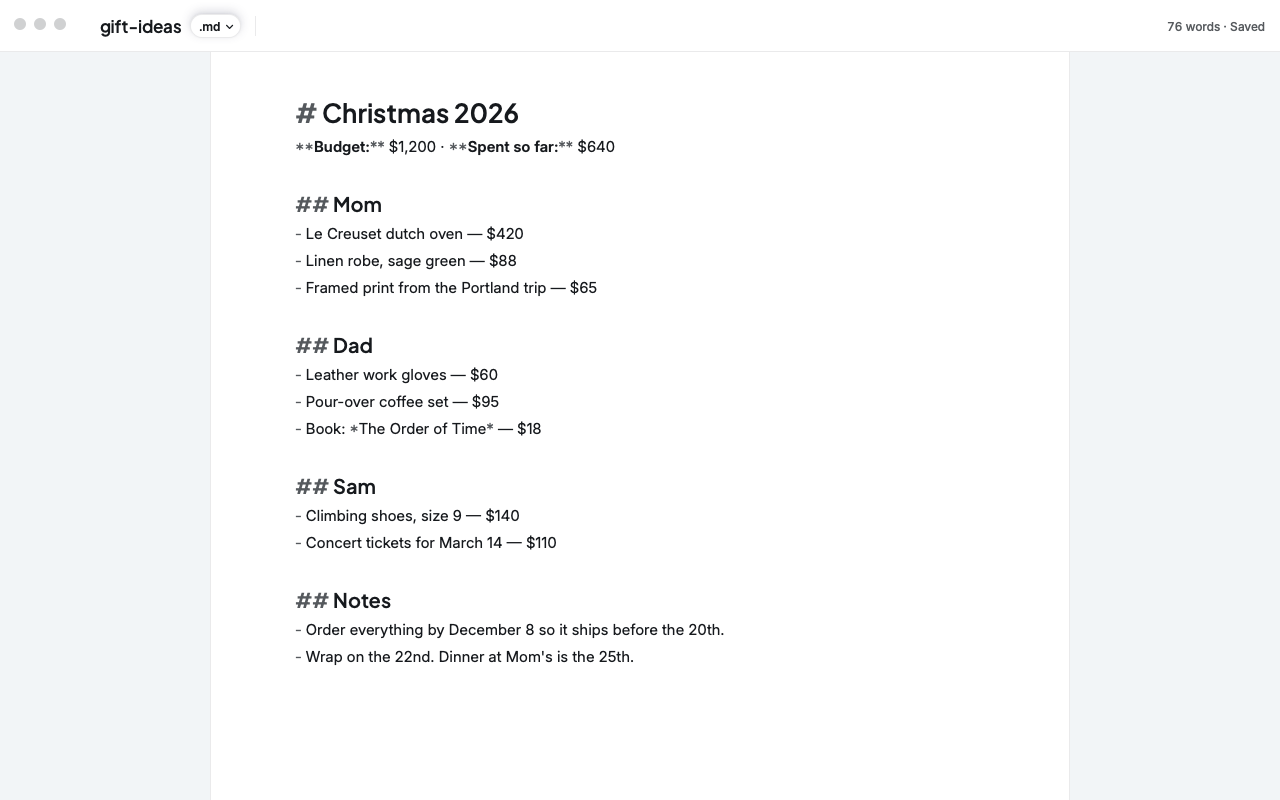 gift-ideas .md
76 words · Saved
# Christmas 2026
**Budget:** $1,200 · **Spent so far:** $640
## Mom
- Le Creuset dutch oven — $420
- Linen robe, sage green — $88
- Framed print from the Portland trip — $65
## Dad
- Leather work gloves — $60
- Pour-over coffee set — $95
- Book: *The Order of Time* — $18
## Sam
- Climbing shoes, size 9 — $140
- Concert tickets for March 14 — $110
## Notes
- Order everything by December 8 so it ships before the 20th.
- Wrap on the 22nd. Dinner at Mom's is the 25th.